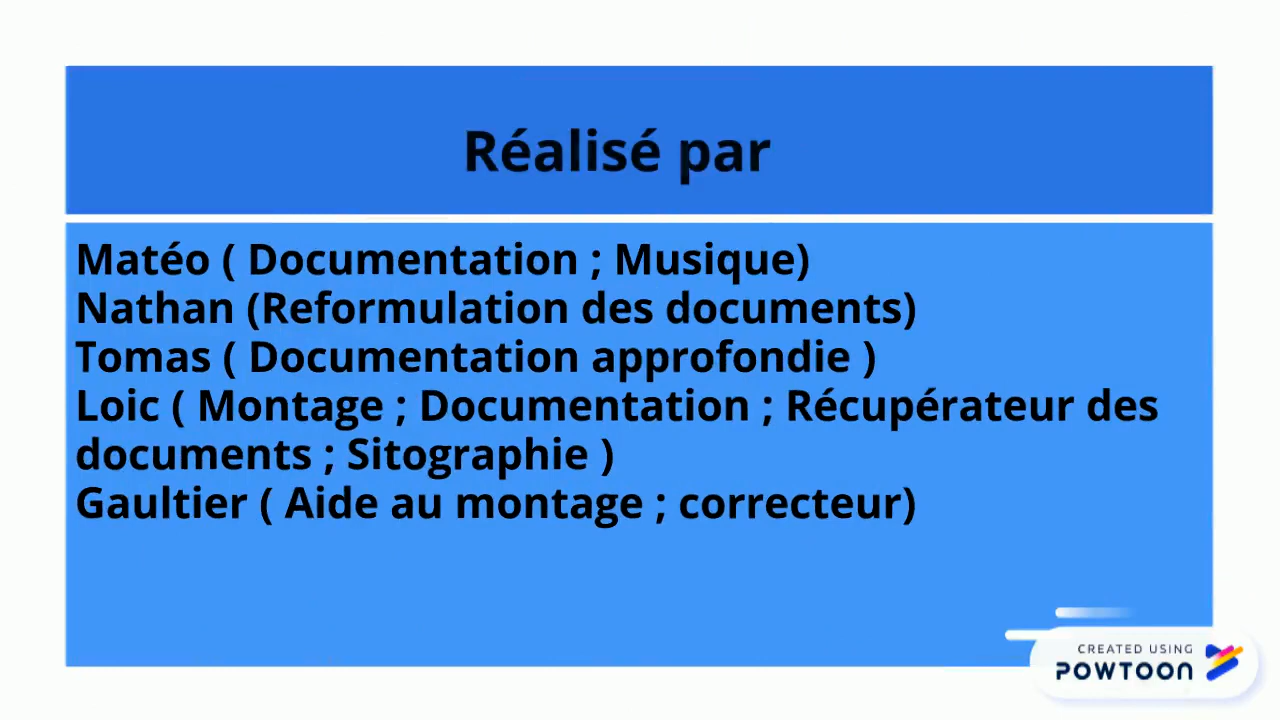 Réalisé par
Matéo ( Documentation ; Musique)
Nathan (Reformulation des documents)
Tomas ( Documentation approfondie )
Loic ( Montage ; Documentation ; Récupérateur des
documents ; Sitographie )
Gaultier ( Aide au montage ; correcteur)
CREATED USING
POWTOON